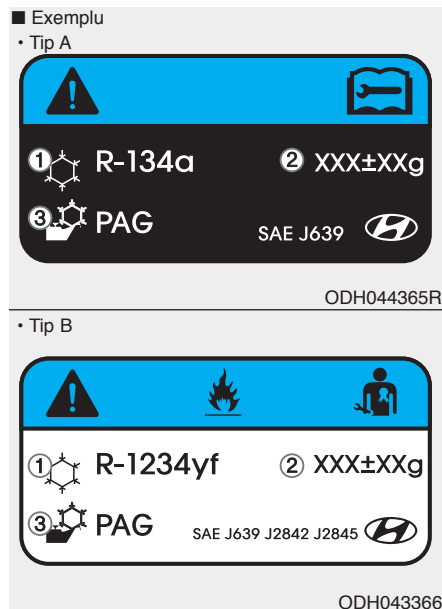 ■ Exemplu
• Tip A
① R-134a ② XXX±XXg
③ PAG SAE J639
ODH044365R
• Tip B
① R-1234yf ② XXX±XXg
③ PAG SAE J639 J2842 J2845
ODH043366